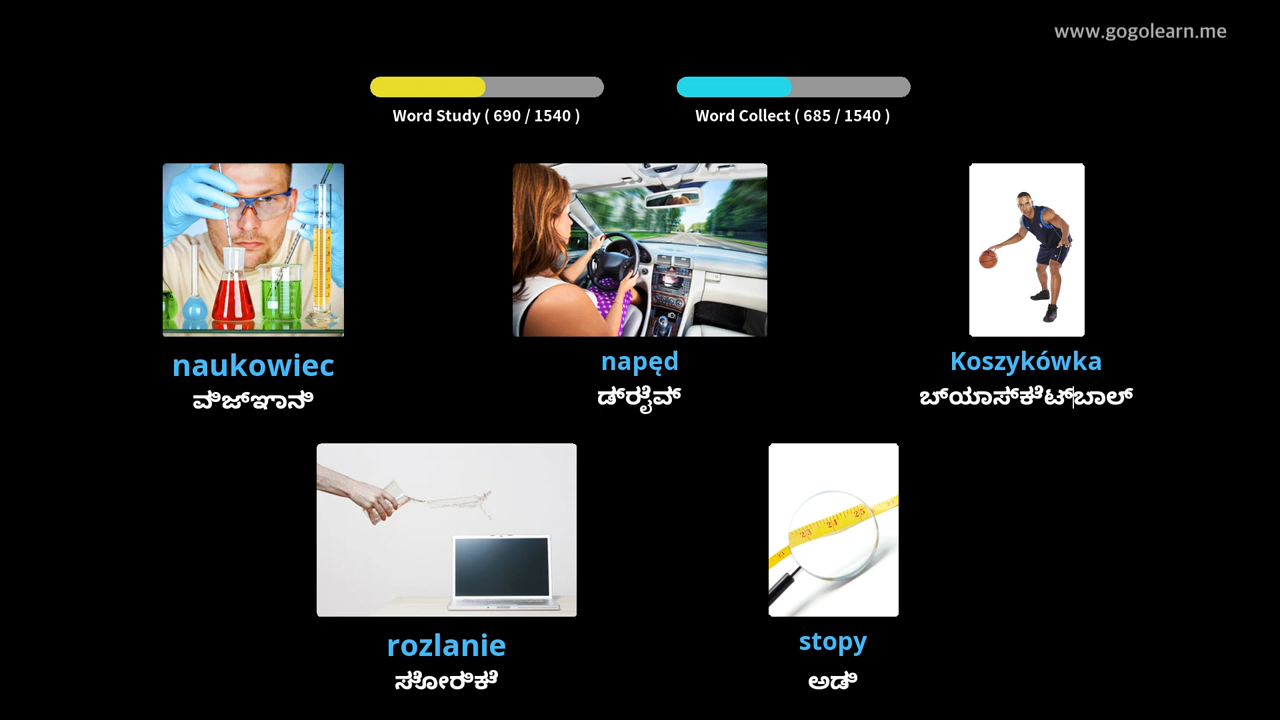 www.gogolearn.me
Word Study ( 690 / 1540 )
Word Collect ( 685 / 1540 )
naukowiec
ವಿಜ್ಞಾನಿ
napęd
ಡ್ರೈವ್
Koszykówka
ಬ್ಯಾಸ್ಕೆಟ್‌ಬಾಲ್
rozlanie
ಸೋರಿಕೆ
stopy
ಅಡಿ